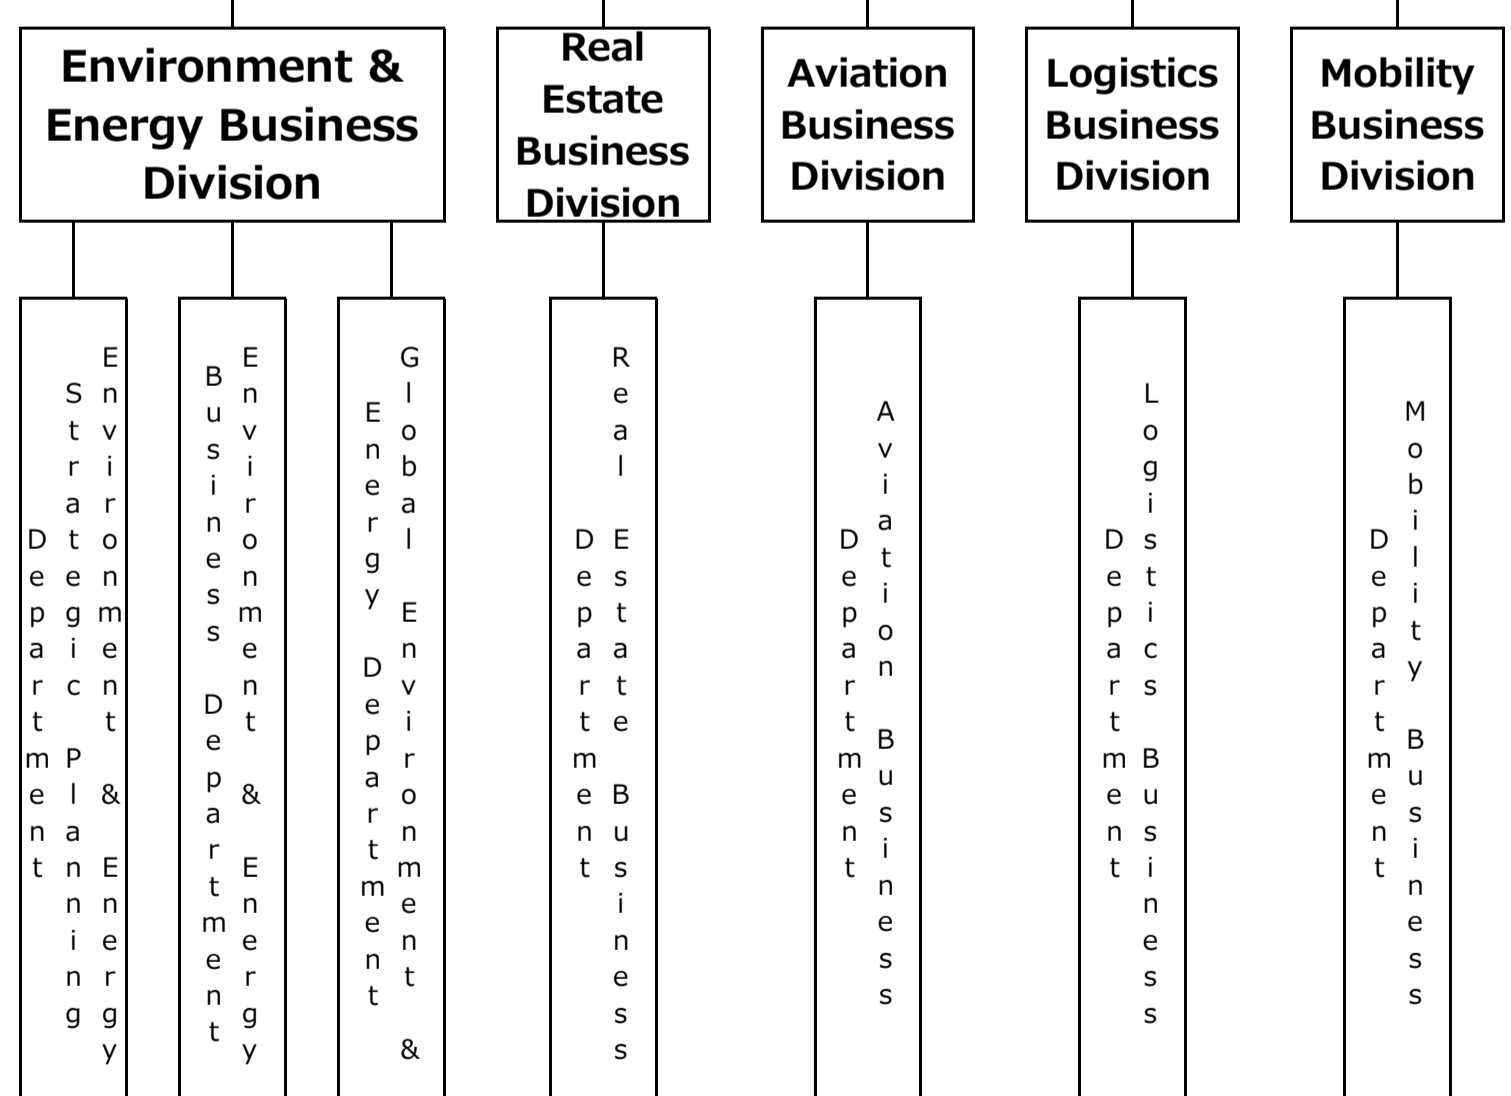 Environment &
Energy Business
Division
Real
Estate
Business
Division
Aviation
Business
Division
Logistics
Business
Division
Mobility
Business
Division
Environment & Energy
Strategic Planning
Department
Environment & Energy
Business Department
Global Environment &
Energy Department
Real Estate Business
Department
Aviation Business
Department
Logistics Business
Department
Mobility Business
Department